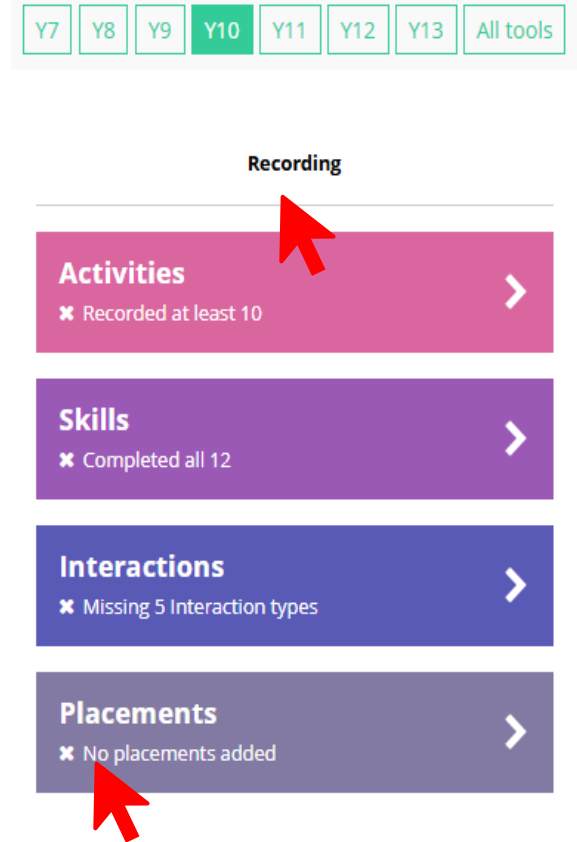 Y7 Y8 Y9 Y10 Y11 Y12 Y13 All tools
Recording
Activities
✖ Recorded at least 10
Skills
✖ Completed all 12
Interactions
✖ Missing 5 Interaction types
Placements
✖ No placements added